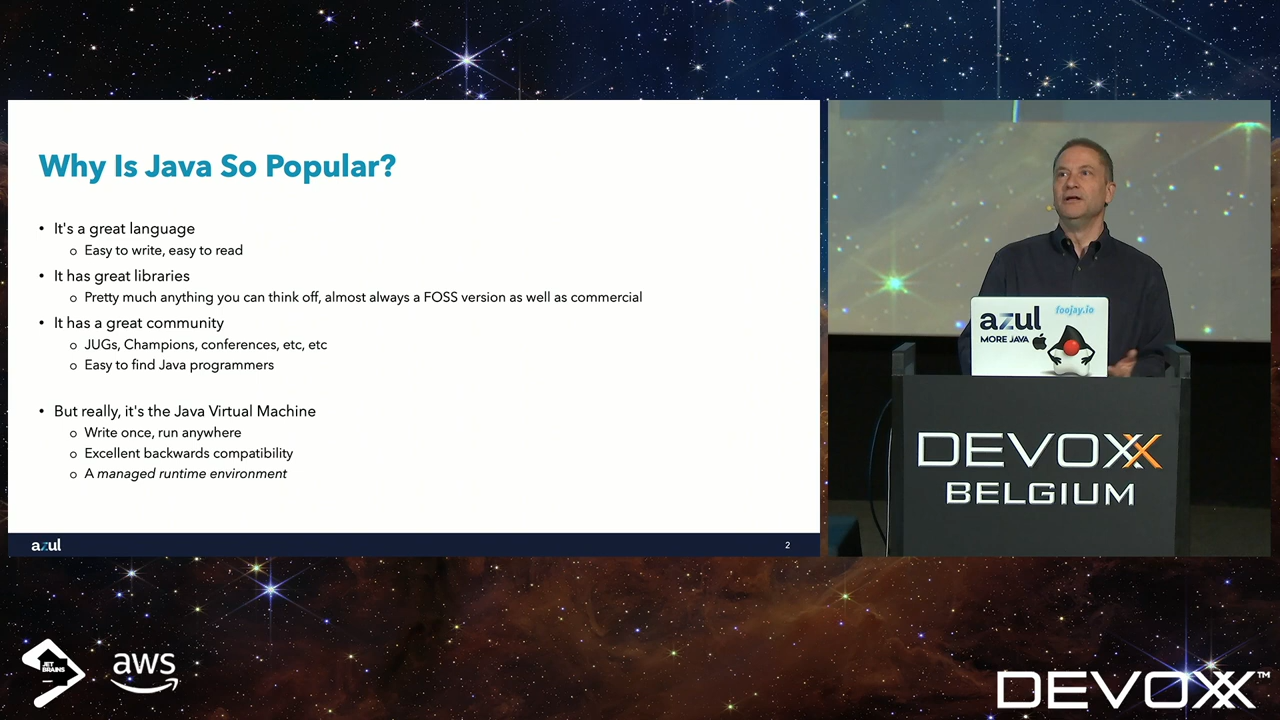 Why Is Java So Popular?
• It's a great language
o Easy to write, easy to read
• It has great libraries
o Pretty much anything you can think off, almost always a FOSS version as well as commercial
• It has a great community
o JUGs, Champions, conferences, etc, etc
o Easy to find Java programmers
• But really, it's the Java Virtual Machine
o Write once, run anywhere
o Excellent backwards compatibility
o A managed runtime environment
azul
2
azul
MORE JAVA
foojay.io
DEVOXX
BELGIUM
JET
BRAINS
aws
DEVOXX™